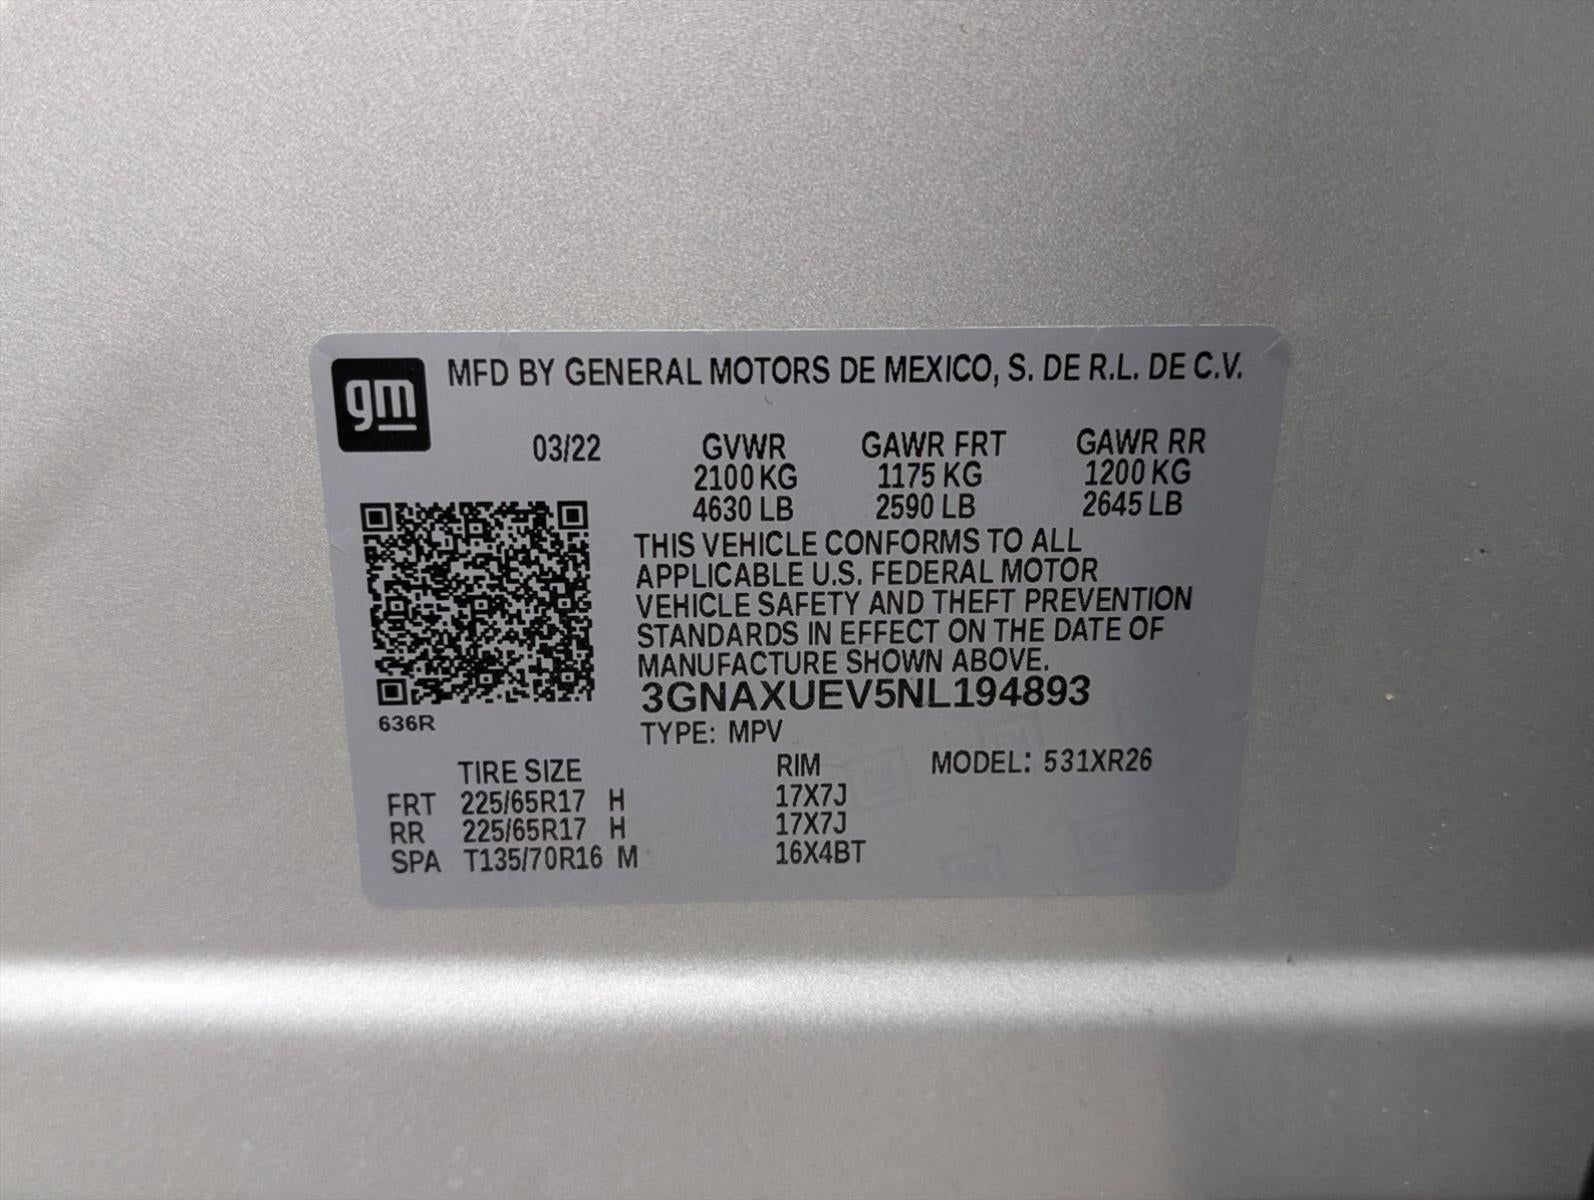 gm
MFD BY GENERAL MOTORS DE MEXICO, S. DE R.L. DE C.V.
03/22 GVWR GAWR FRT GAWR RR
2100 KG 1175 KG 1200 KG
4630 LB 2590 LB 2645 LB
THIS VEHICLE CONFORMS TO ALL
APPLICABLE U.S. FEDERAL MOTOR
VEHICLE SAFETY AND THEFT PREVENTION
STANDARDS IN EFFECT ON THE DATE OF
MANUFACTURE SHOWN ABOVE.
3GNAXUEV5NL194893
636R
TYPE: MPV
TIRE SIZE RIM MODEL: 531XR26
FRT 225/65R17 H 17X7J
RR 225/65R17 H 17X7J
SPA T135/70R16 M 16X4BT